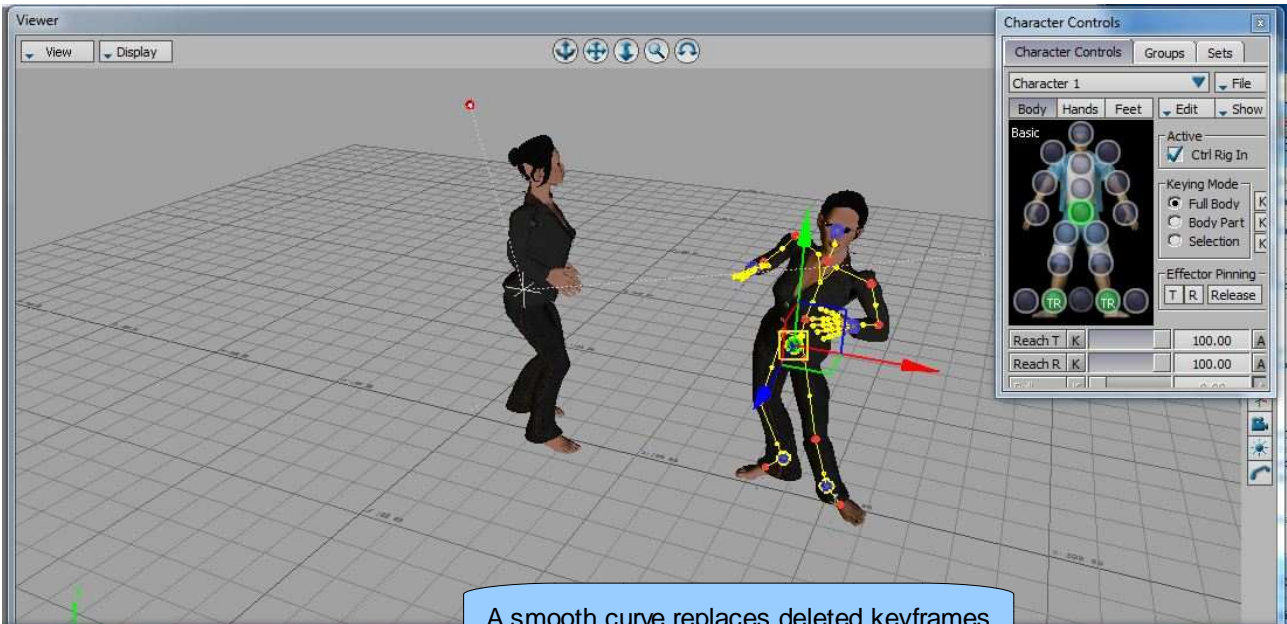 Viewer
View
Display
Character Controls
Character Controls Groups Sets
Character 1 File
Body Hands Feet Edit Show
Basic
Active
Ctrl Rig In
Keying Mode
Full Body K
Body Part K
Selection K
Effector Pinning
T R Release
TR TR
Reach T K 100.00 A
Reach R K 100.00 A
A smooth curve replaces deleted keyframes